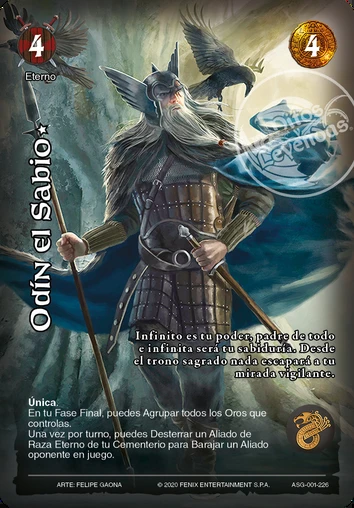 4
4
Eterno
Mitos y Leyendas
Odín el Sabio
Infinito es tu poder, padre de todo
e infinita será tu sabiduría. Desde
el trono sagrado nada escapará a tu
mirada vigilante.
Única.
En tu Fase Final, puedes Agrupar todos los Oros que
controlas.
Una vez por turno, puedes Desterrar un Aliado de
Raza Eterno de tu Cementerio para Barajar un Aliado
oponente en juego.
ARTE: FELIPE GAONA
© 2020 FENIX ENTERTAINMENT S.P.A.
ASG-001-226